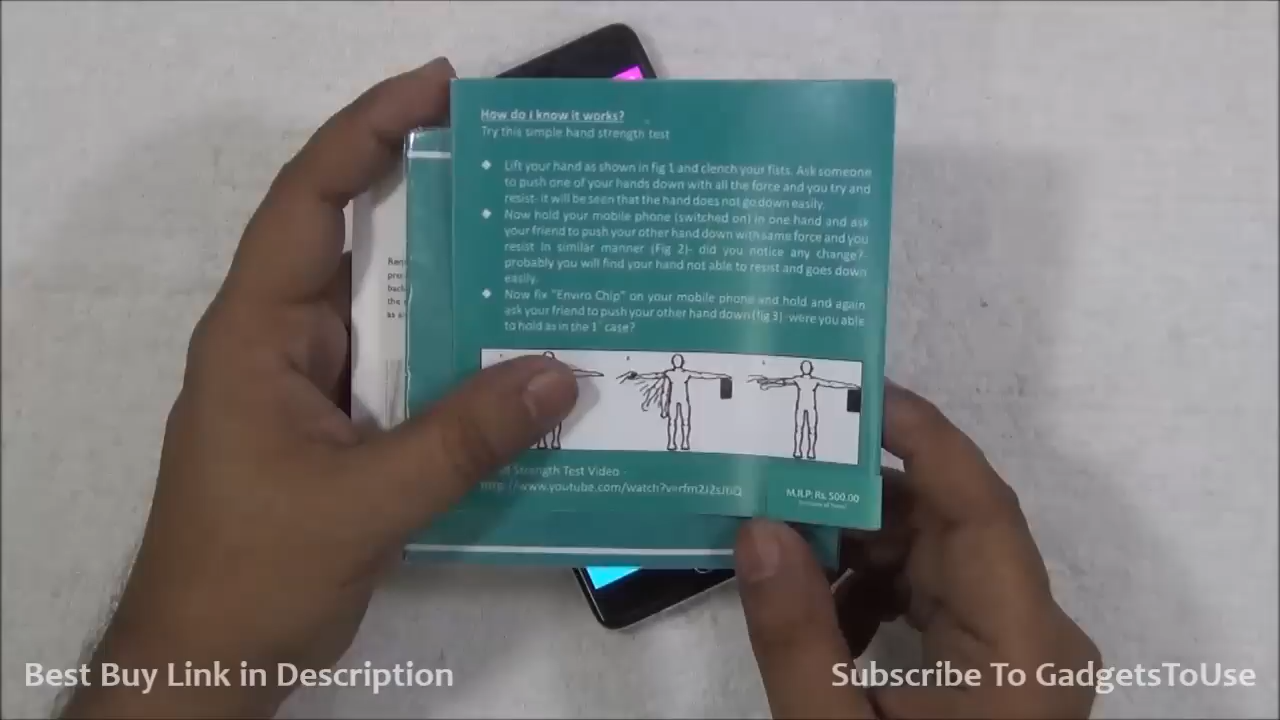 How do I know it works?
Try this simple hand strength test
Lift your hand as shown in fig 1 and clench your fists. Ask someone
to push one of your hands down with all the force and you try and
resist- it will be seen that the hand does not go down easily.
Now hold your mobile phone (switched on) in one hand and ask
your friend to push your other hand down with same force and you
resist in similar manner (Fig 2)- did you notice any change?-
probably you will find your hand not able to resist and goes down
easily.
Now fix "Enviro Chip" on your mobile phone and hold and again
ask your friend to push your other hand down (fig 3) -were you able
to hold as in the 1 case?
Strength Test Video -
M.R.P: Rs. 500.00
Best Buy Link in Description
Subscribe To GadgetsToUse